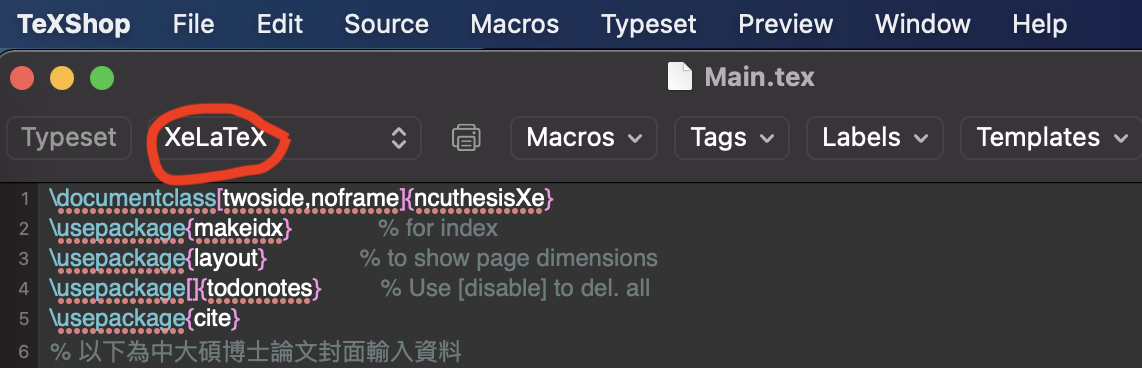 TeXShop File Edit Source Macros Typeset Preview Window Help
Main.tex
Typeset XeLaTeX Macros Tags Labels Templates
1 \documentclass[twoside,noframe]{ncuthesisXe}
2 \usepackage{makeidx} % for index
3 \usepackage{layout} % to show page dimensions
4 \usepackage[]{todonotes} % Use [disable] to del. all
5 \usepackage{cite}
6 % 以下為中大碩博士論文封面輸入資料